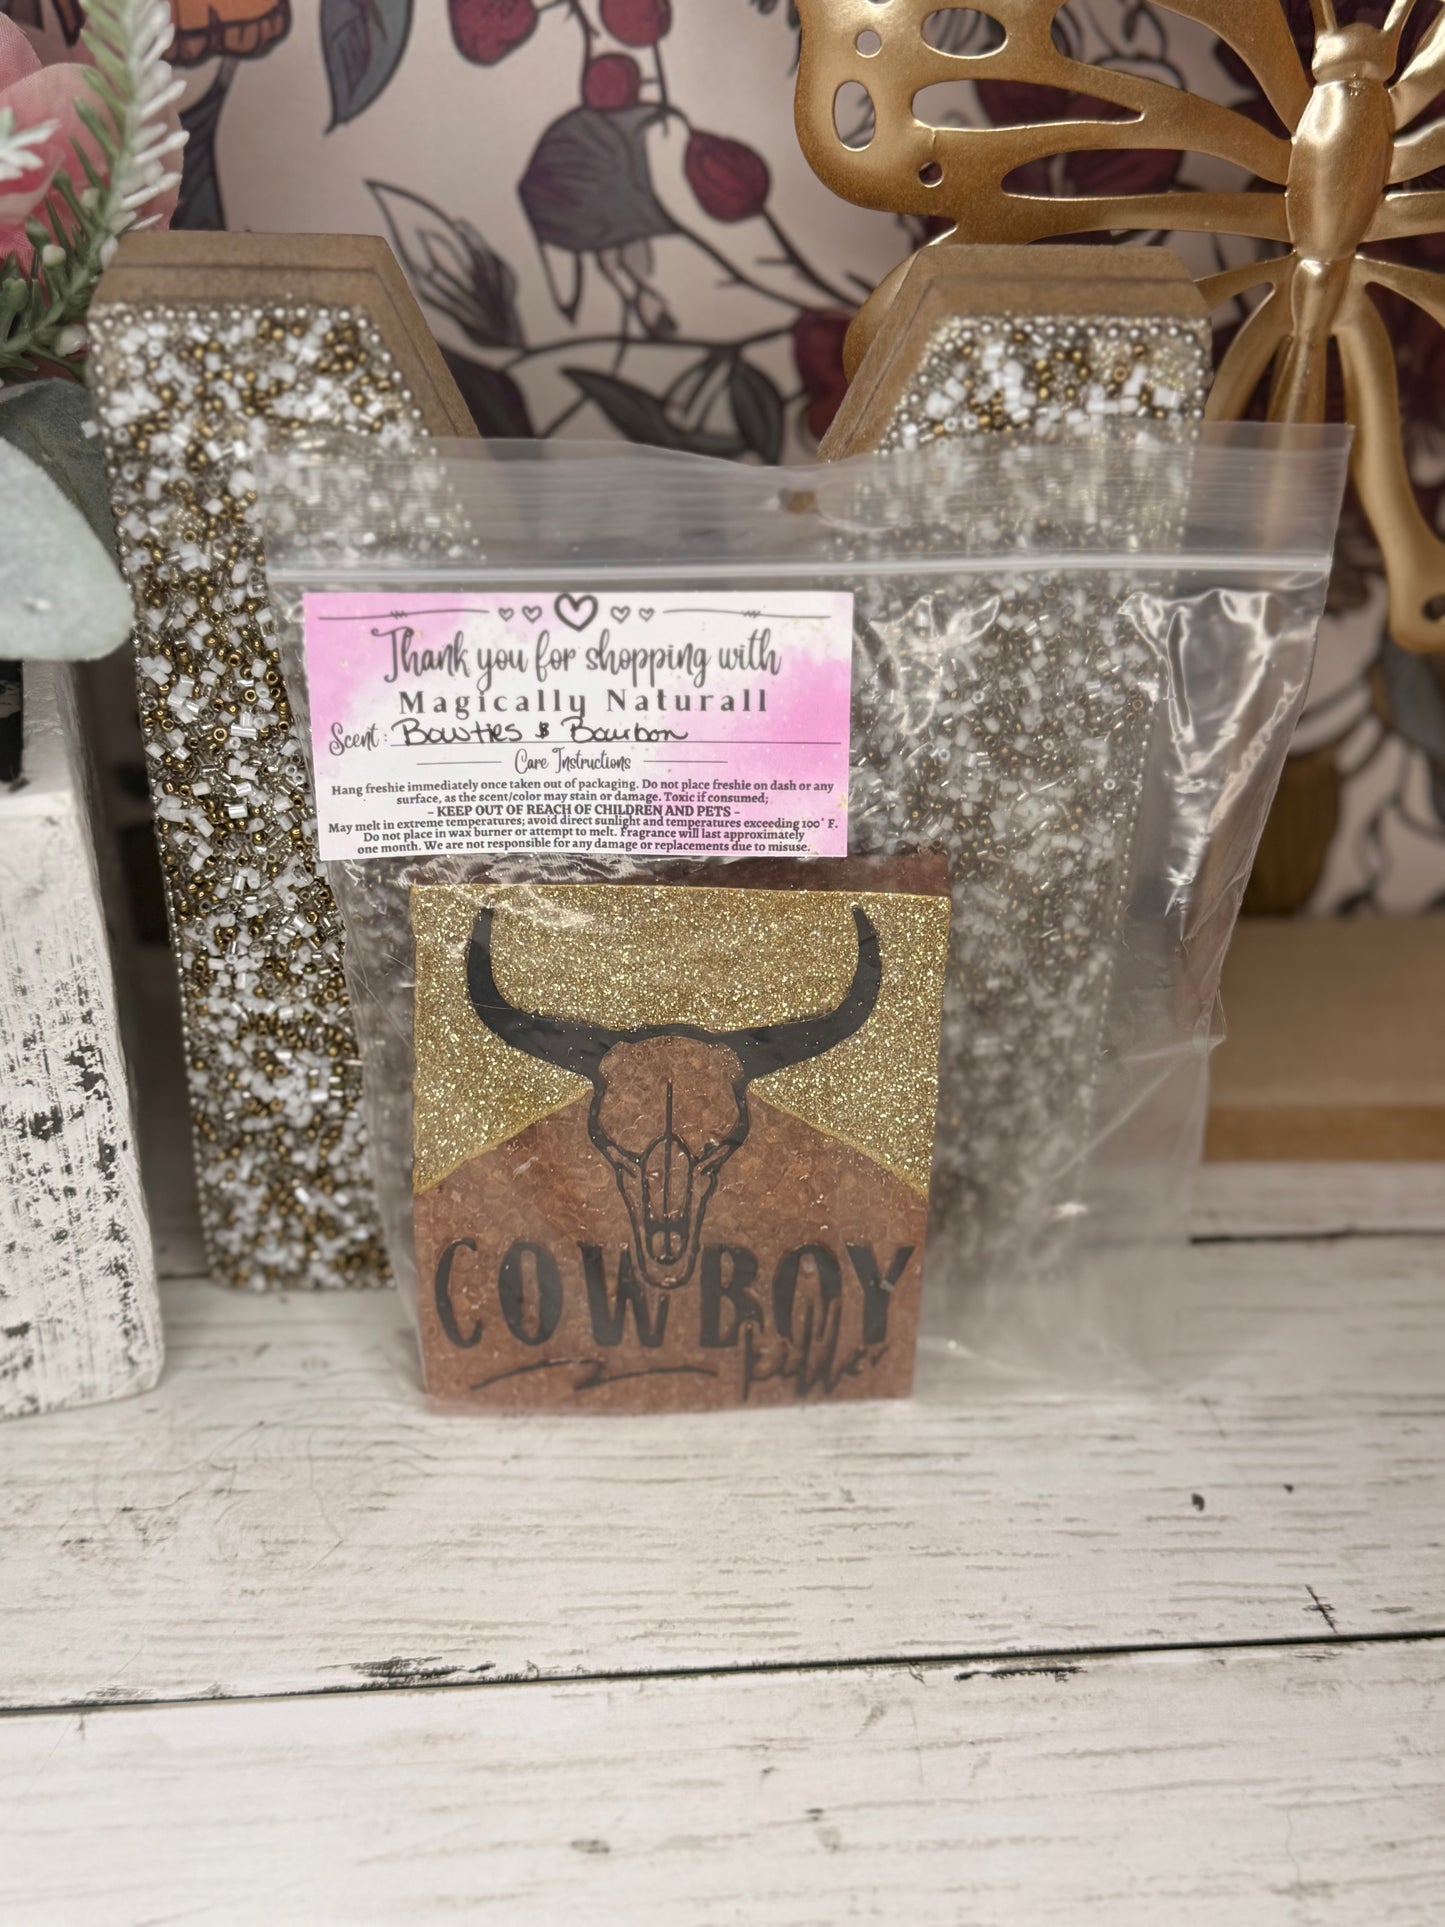 Thank you for shopping with
Magically Naturall
Scent: Bowties & Bourbon
Care Instructions
Hang freshie immediately once taken out of packaging. Do not place freshie on dash or any
surface, as the scent/color may stain or damage. Toxic if consumed;
- KEEP OUT OF REACH OF CHILDREN AND PETS -
May melt in extreme temperatures; avoid direct sunlight and temperatures exceeding 100° F.
Do not place in wax burner or attempt to melt. Fragrance will last approximately
one month. We are not responsible for any damage or replacements due to misuse.
COWBOY
killer